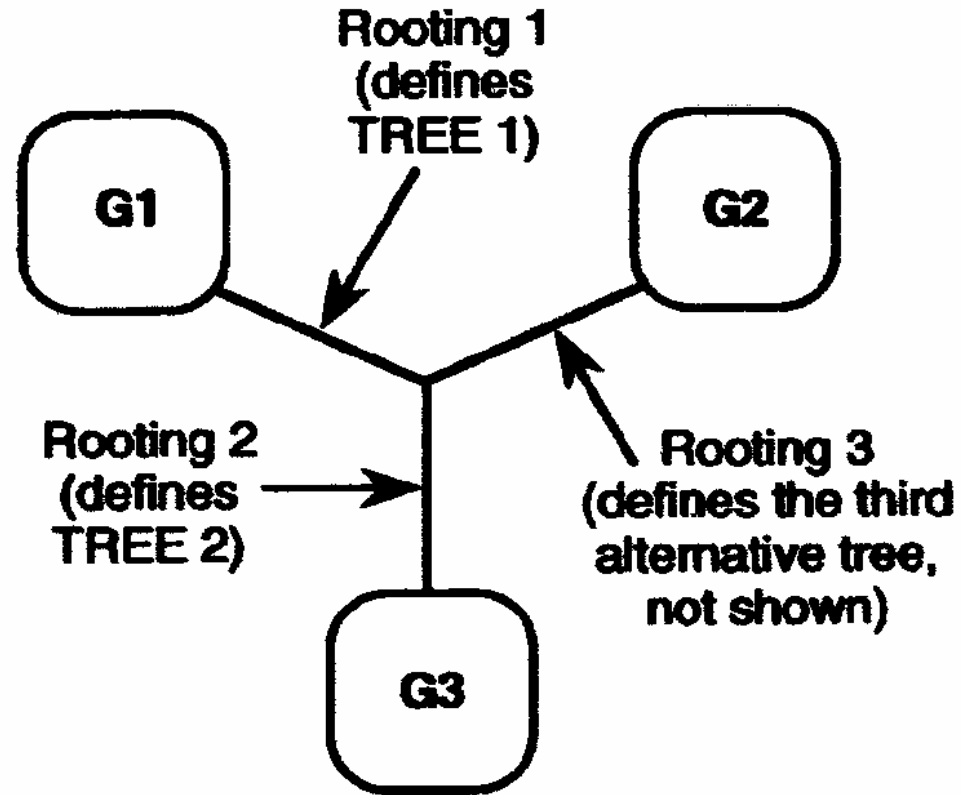 Rooting 1
(defines
TREE 1)
G1
G2
Rooting 2
(defines
TREE 2)
Rooting 3
(defines the third
alternative tree,
not shown)
G3